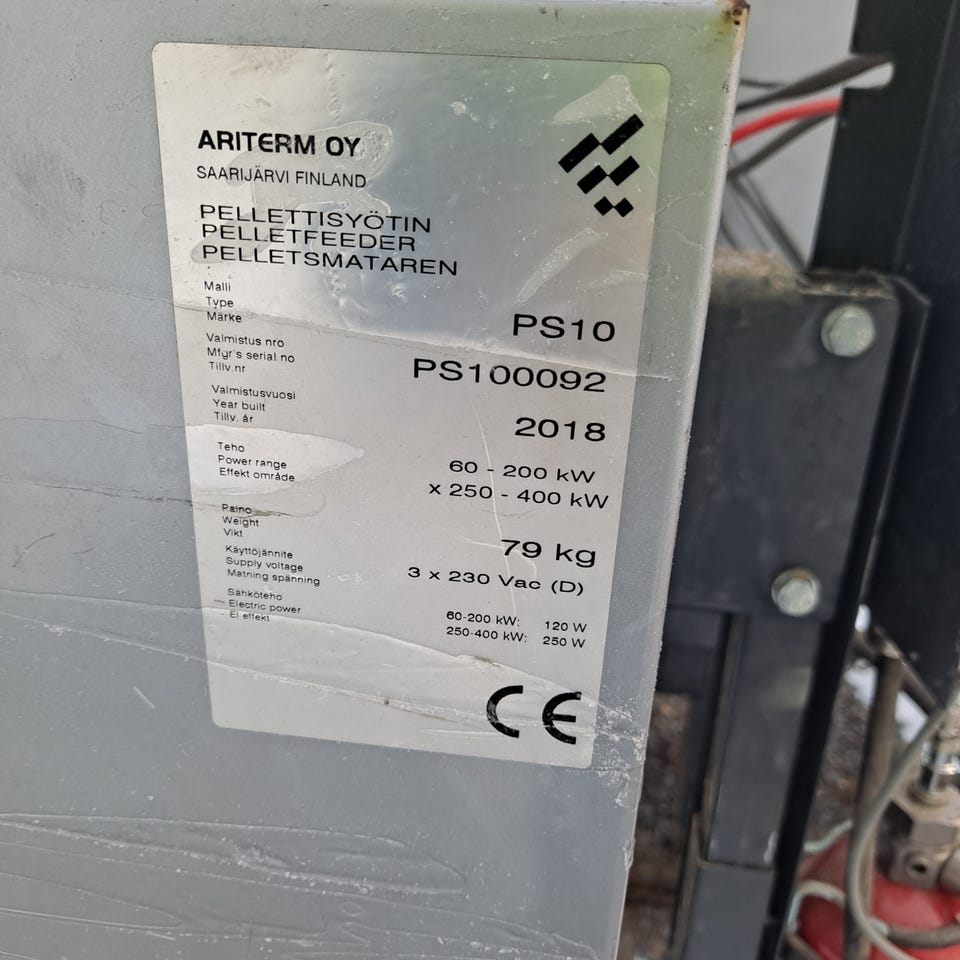 ARITERM OY
SAARIJÄRVI FINLAND
PELLETTISYÖTIN
PELLETFEEDER
PELLETSMATAREN
Malli
Type
Märke
PS10
Valmistus nro
Mfgr's serial no
Tillv.nr
PS100092
Valmistusvuosi
Year built
Tillv. år
2018
Teho
Power range
Effekt område
60 - 200 kW
x 250 - 400 kW
Paino
Weight
Vikt
79 kg
Käyttöjännite
Supply voltage
Matning spänning
3 x 230 Vac (D)
Sähköteho
Electric power
El effekt
60-200 kW: 120 W
250-400 kW: 250 W
CE